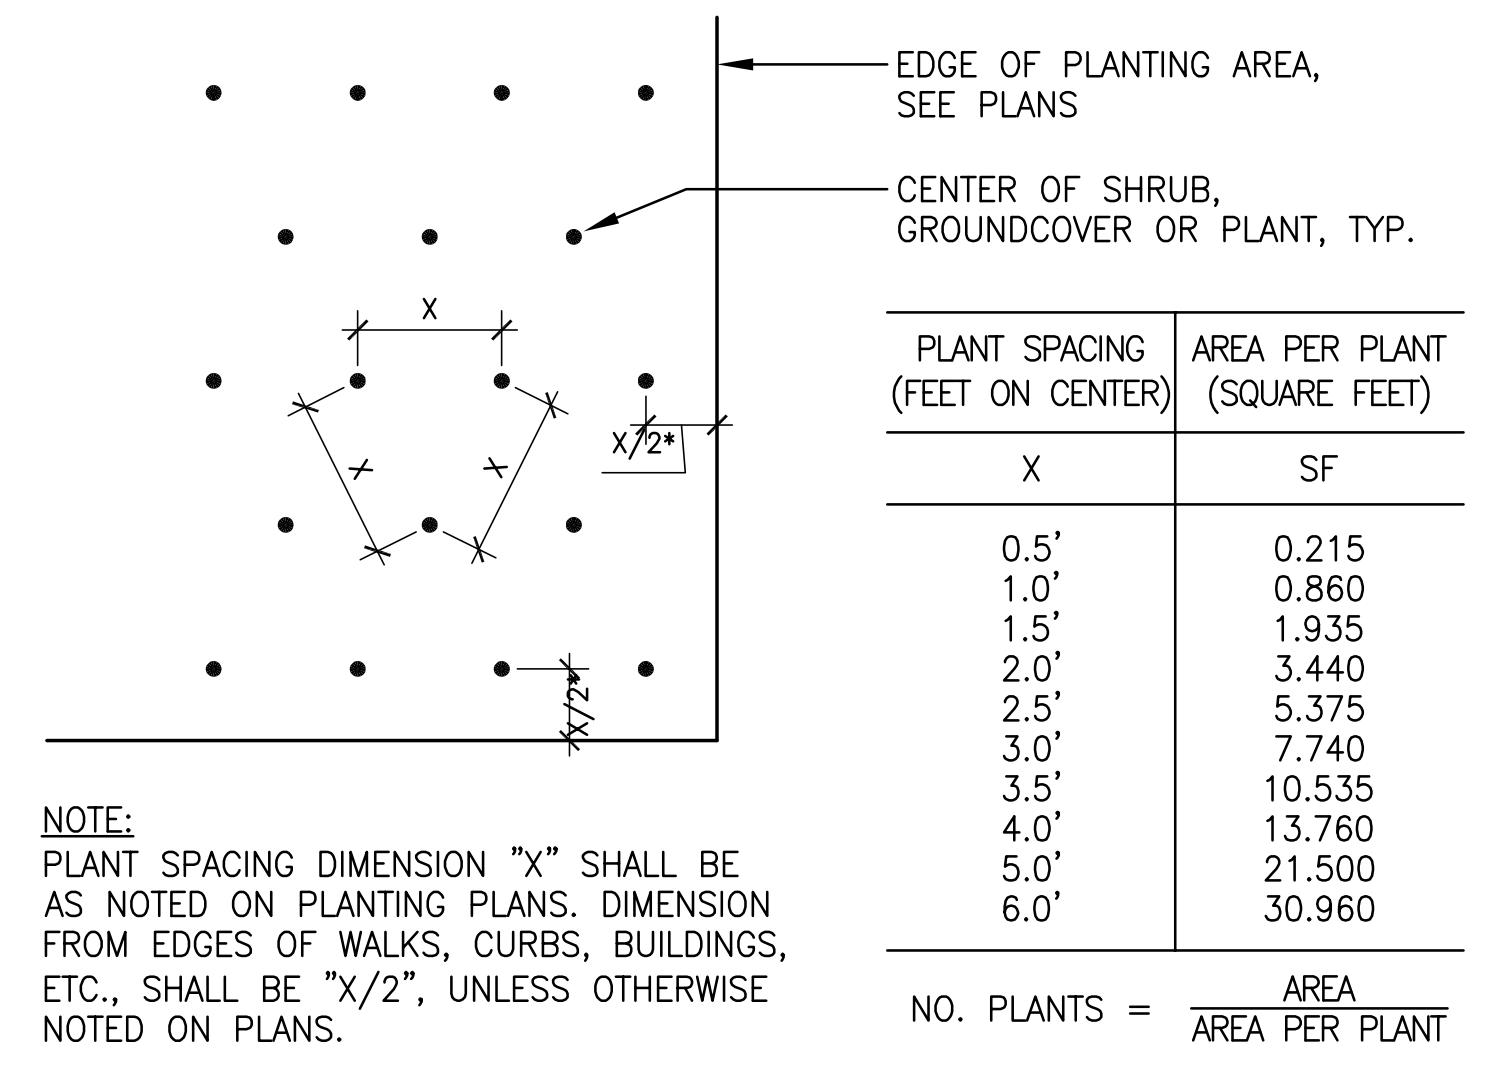 EDGE OF PLANTING AREA,
SEE PLANS
CENTER OF SHRUB,
GROUNDCOVER OR PLANT, TYP.
X
X
X
X/2*
X/2*
PLANT SPACING AREA PER PLANT
(FEET ON CENTER) (SQUARE FEET)
X SF
0.5' 0.215
1.0' 0.860
1.5' 1.935
2.0' 3.440
2.5' 5.375
3.0' 7.740
3.5' 10.535
4.0' 13.760
5.0' 21.500
6.0' 30.960
NO. PLANTS = AREA
AREA PER PLANT
NOTE:
PLANT SPACING DIMENSION "X" SHALL BE
AS NOTED ON PLANTING PLANS. DIMENSION
FROM EDGES OF WALKS, CURBS, BUILDINGS,
ETC., SHALL BE "X/2", UNLESS OTHERWISE
NOTED ON PLANS.